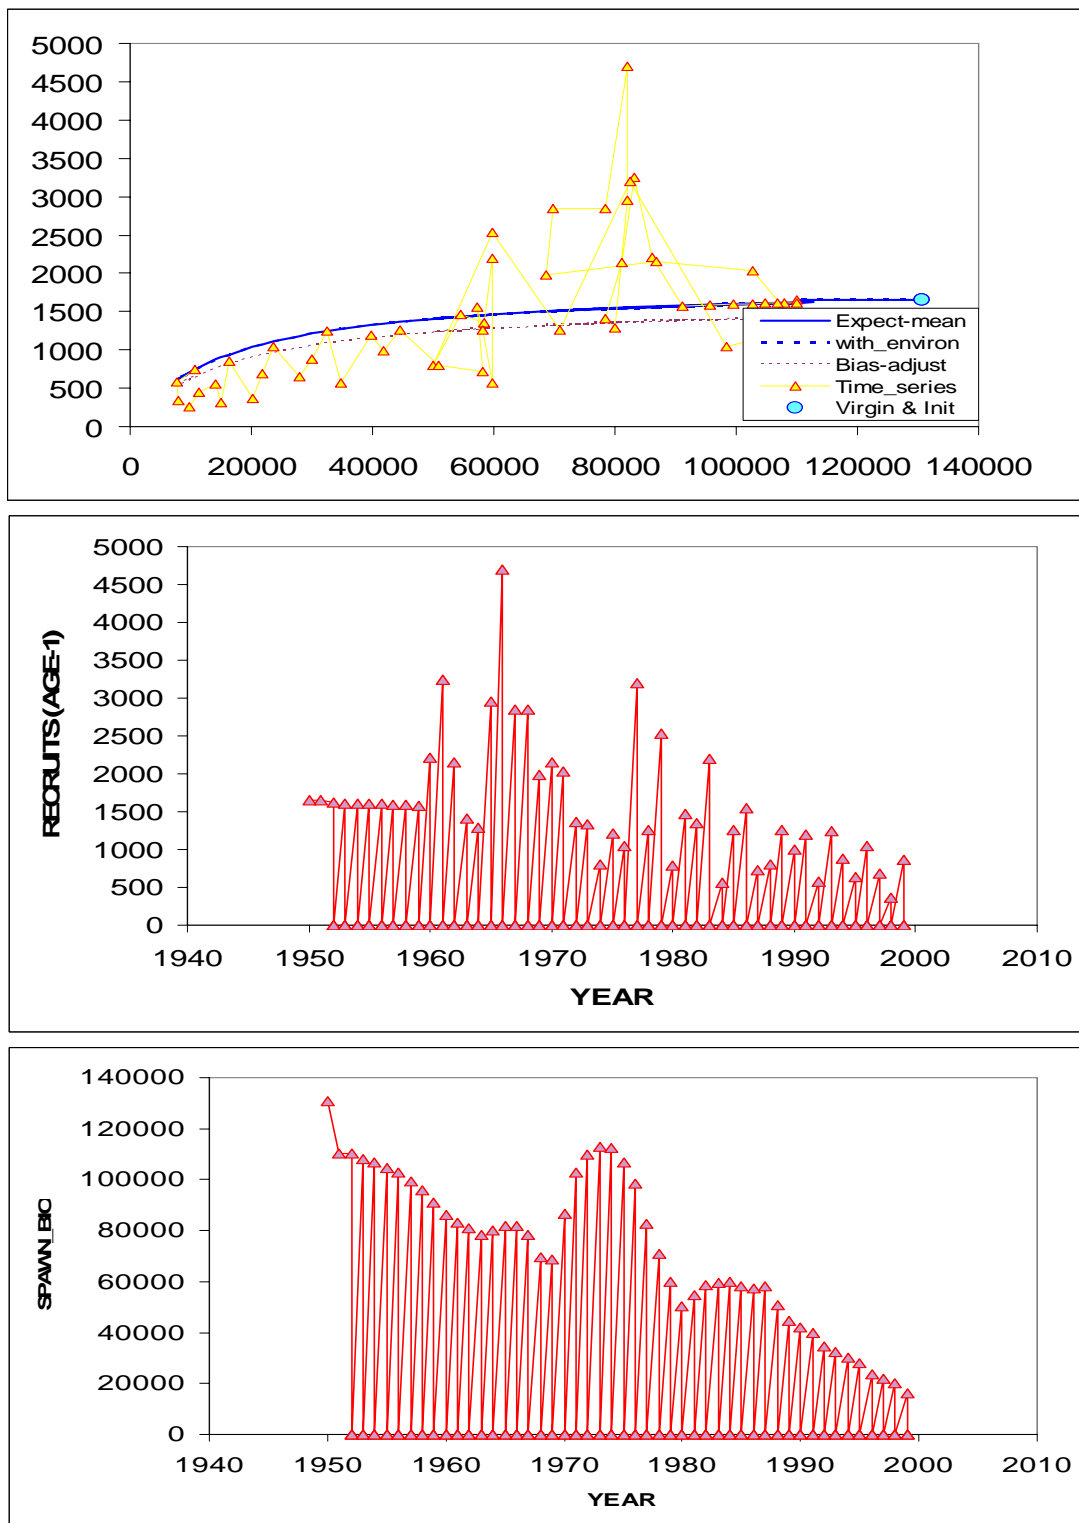 5000
4500
4000
3500
3000
2500
2000
1500
1000
500
0
Expect-mean
with_environ
Bias-adjust
Time_series
Virgin & Init
0 20000 40000 60000 80000 100000 120000 140000
5000
4500
4000
3500
3000
2500
2000
1500
1000
500
0
RECRUITS (AGE-1)
1940 1950 1960 1970 1980 1990 2000 2010
YEAR
140000
120000
100000
80000
60000
40000
20000
0
SPAWN_BIO
1940 1950 1960 1970 1980 1990 2000 2010
YEAR